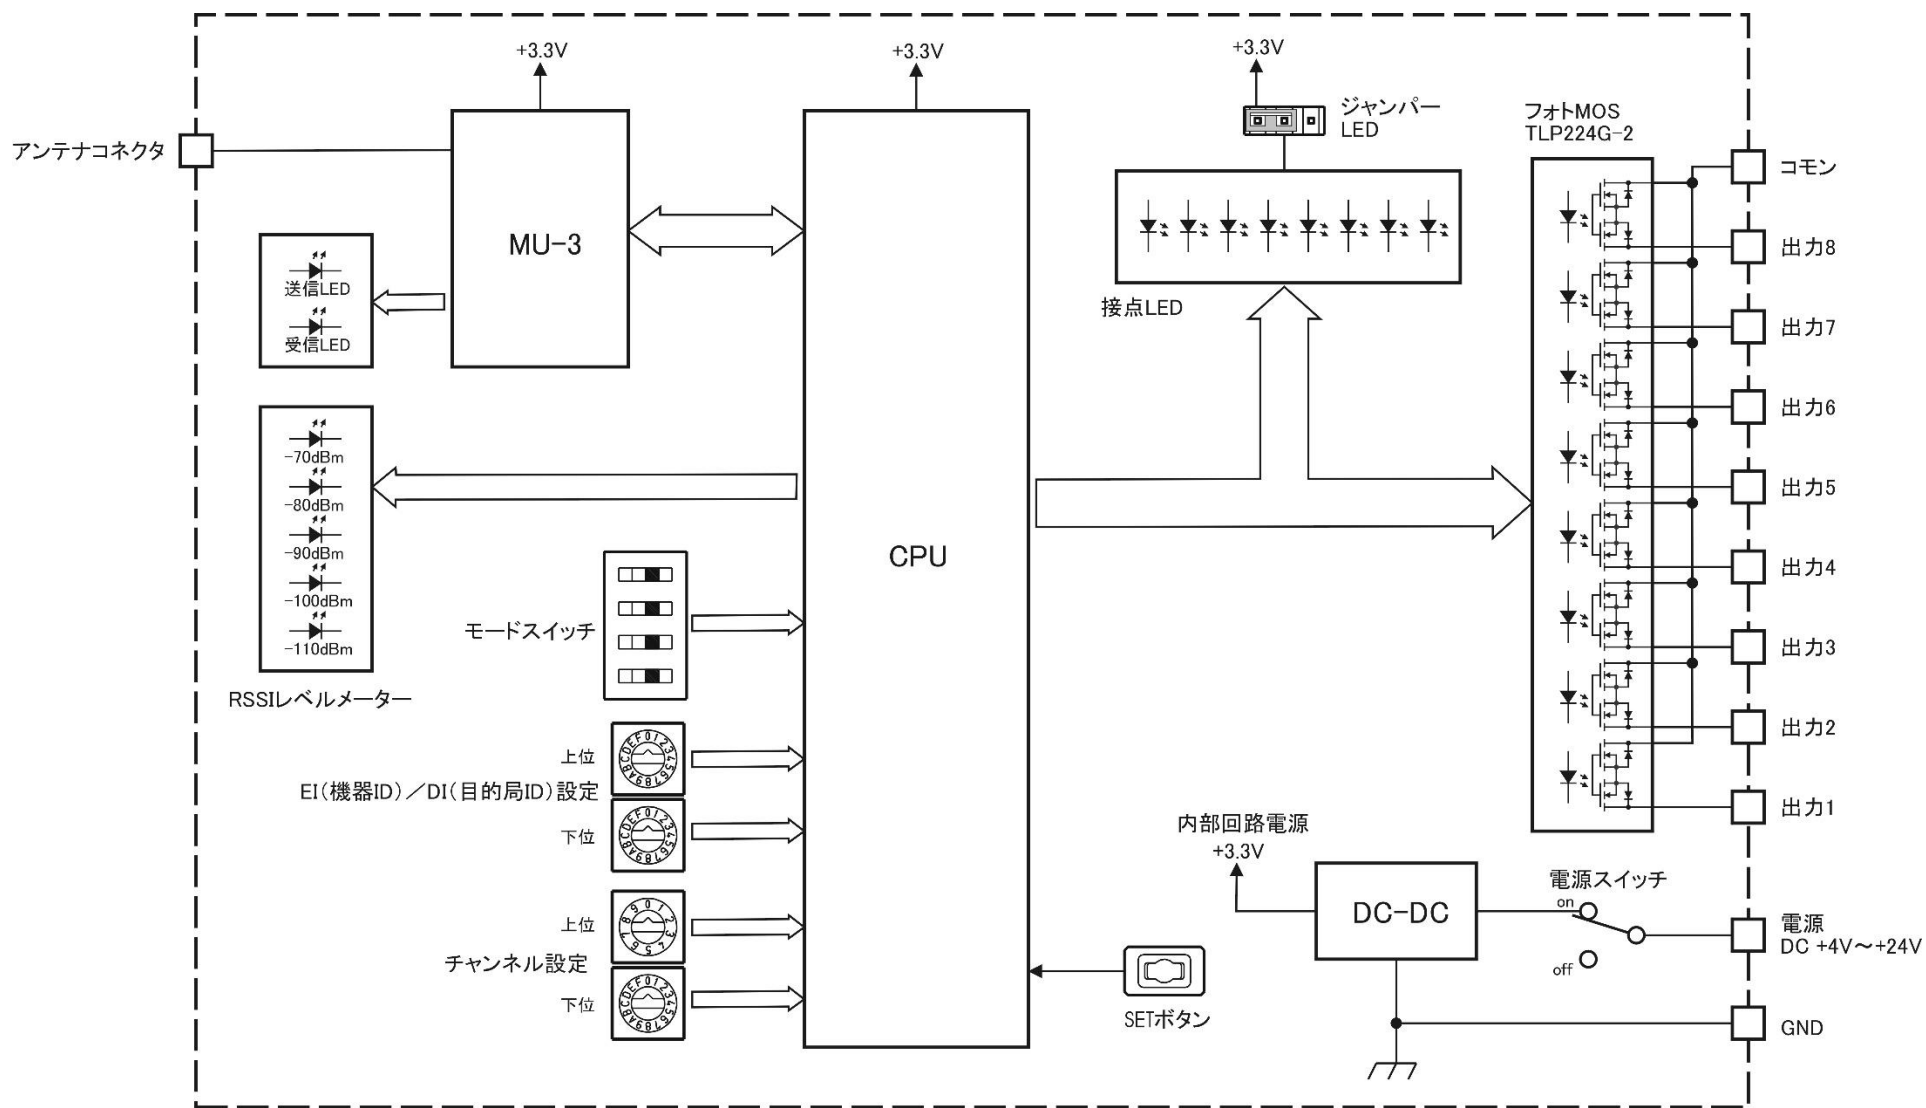 +3.3V
+3.3V
+3.3V
ジャンパー
LED
フォトMOS
TLP224G-2
アンテナコネクタ
MU-3
送信LED
受信LED
接点LED
コモン
出力8
出力7
出力6
出力5
出力4
出力3
出力2
出力1
-70dBm
-80dBm
-90dBm
-100dBm
-110dBm
RSSIレベルメーター
CPU
モードスイッチ
上位
0123456789ABCDEF
EI(機器ID)/DI(目的局ID)設定
下位
0123456789ABCDEF
上位
0123456789
チャンネル設定
下位
0123456789ABCDEF
SETボタン
内部回路電源
+3.3V
DC-DC
電源スイッチ
on
off
電源
DC +4V～+24V
GND